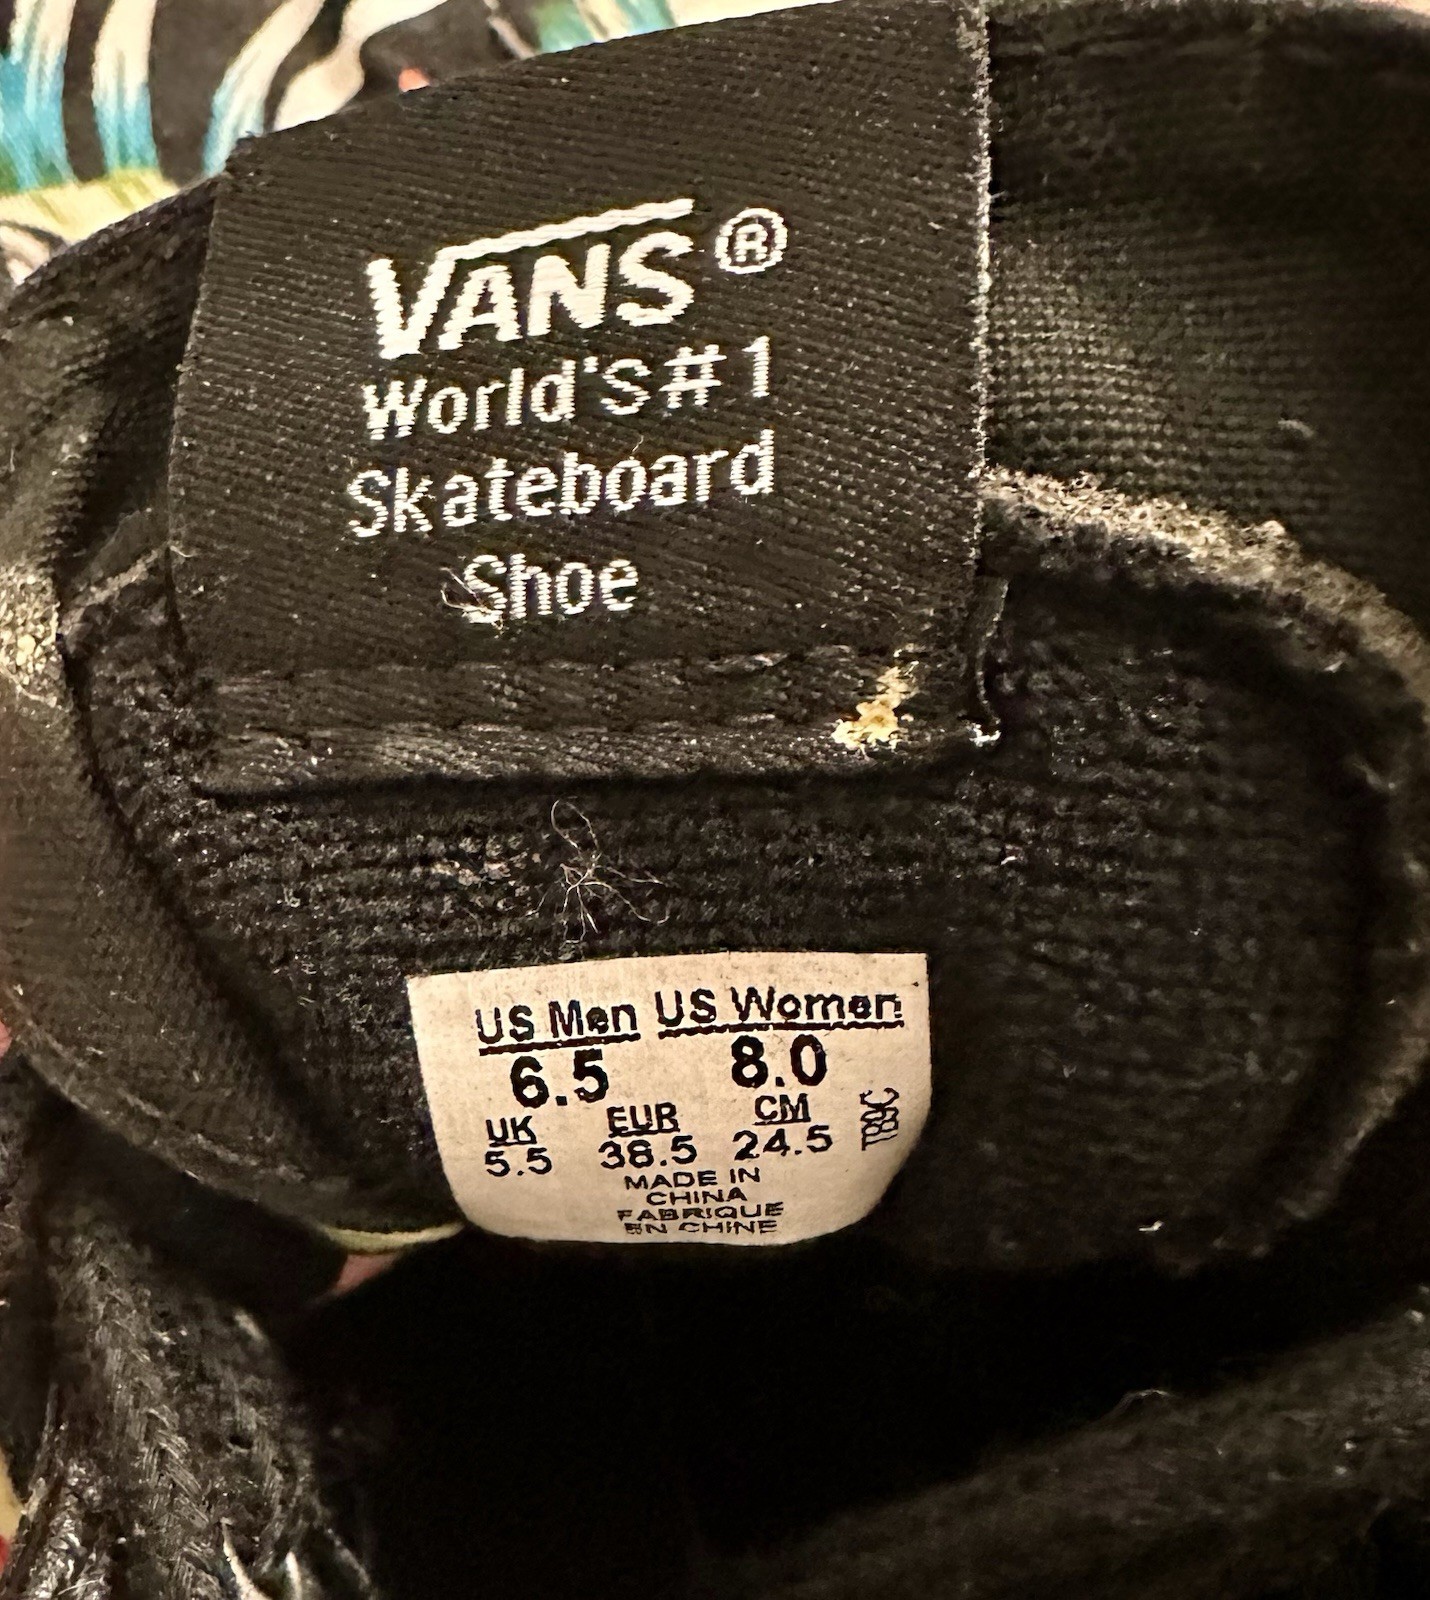 VANS®
World's #1
Skateboard
Shoe
US Men US Women
6.5 8.0
UK EUR CM
5.5 38.5 24.5
TB9C
MADE IN
CHINA
FABRIQUE
EN CHINE